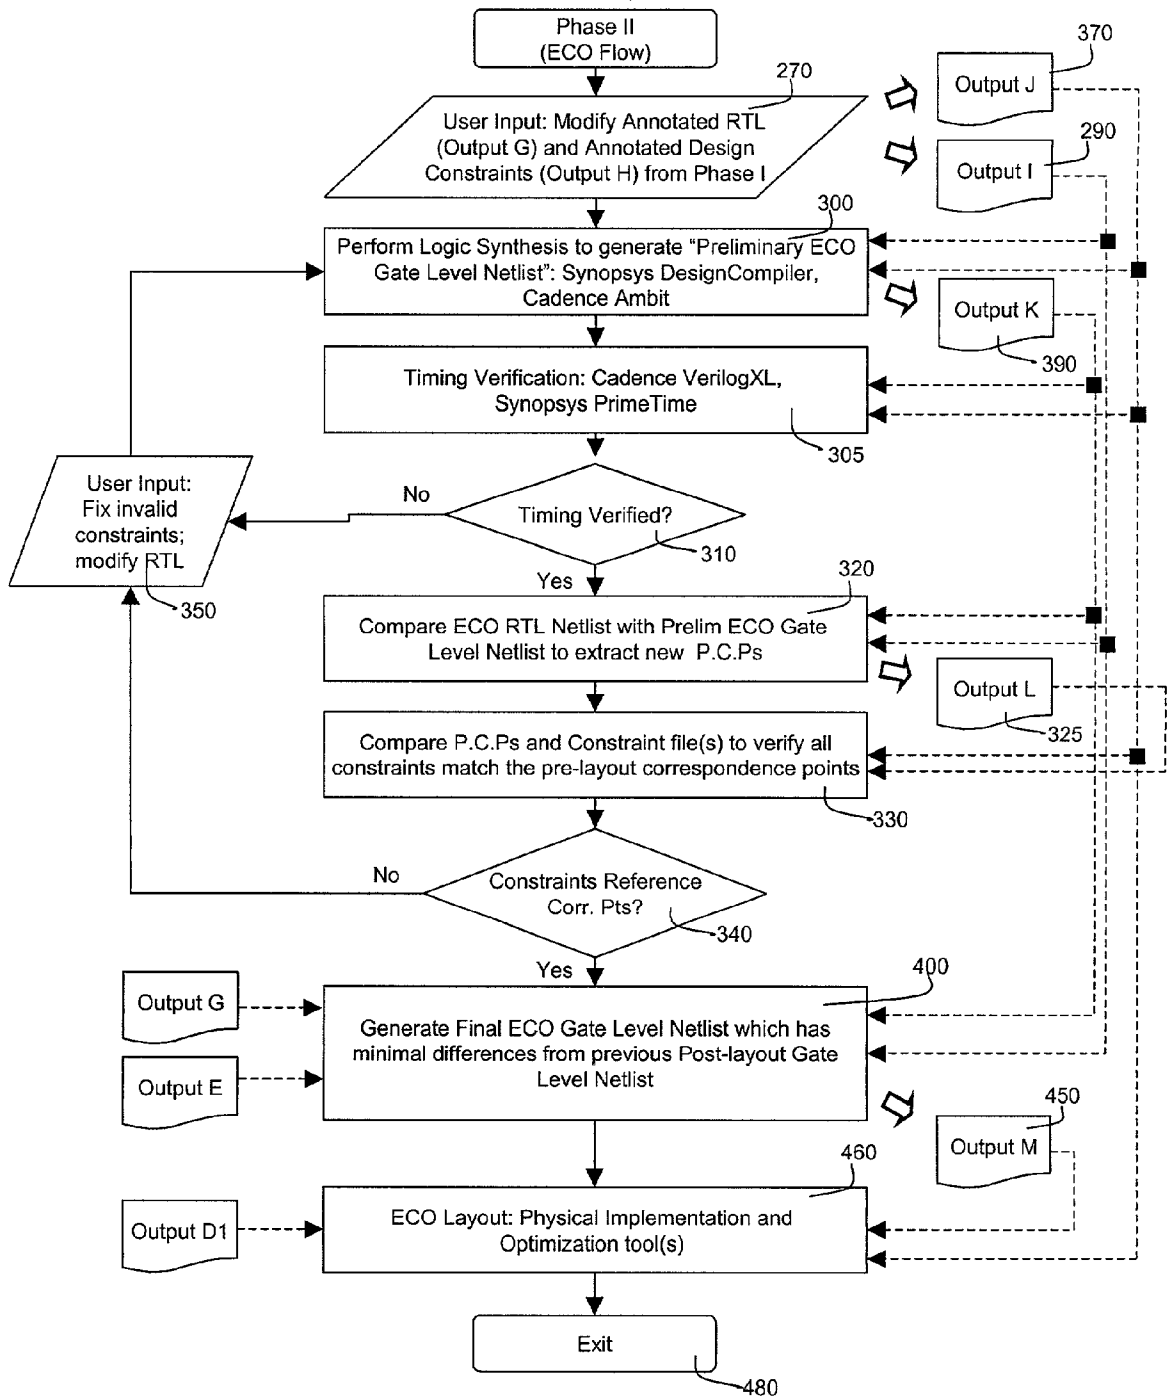 Phase II
(ECO Flow)
270
User Input: Modify Annotated RTL
(Output G) and Annotated Design
Constraints (Output H) from Phase I
370
Output J
290
Output I
300
Perform Logic Synthesis to generate “Preliminary ECO
Gate Level Netlist”: Synopsys DesignCompiler,
Cadence Ambit
Output K
390
Timing Verification: Cadence VerilogXL,
Synopsys PrimeTime
305
User Input:
Fix invalid
constraints;
modify RTL
350
No
Timing Verified?
310
Yes
320
Compare ECO RTL Netlist with Prelim ECO Gate
Level Netlist to extract new P.C.Ps
Output L
325
Compare P.C.Ps and Constraint file(s) to verify all
constraints match the pre-layout correspondence points
330
No
Constraints Reference
Corr. Pts?
340
Yes
400
Output G
Output E
Generate Final ECO Gate Level Netlist which has
minimal differences from previous Post-layout Gate
Level Netlist
450
Output M
460
Output D1
ECO Layout: Physical Implementation and
Optimization tool(s)
Exit
480